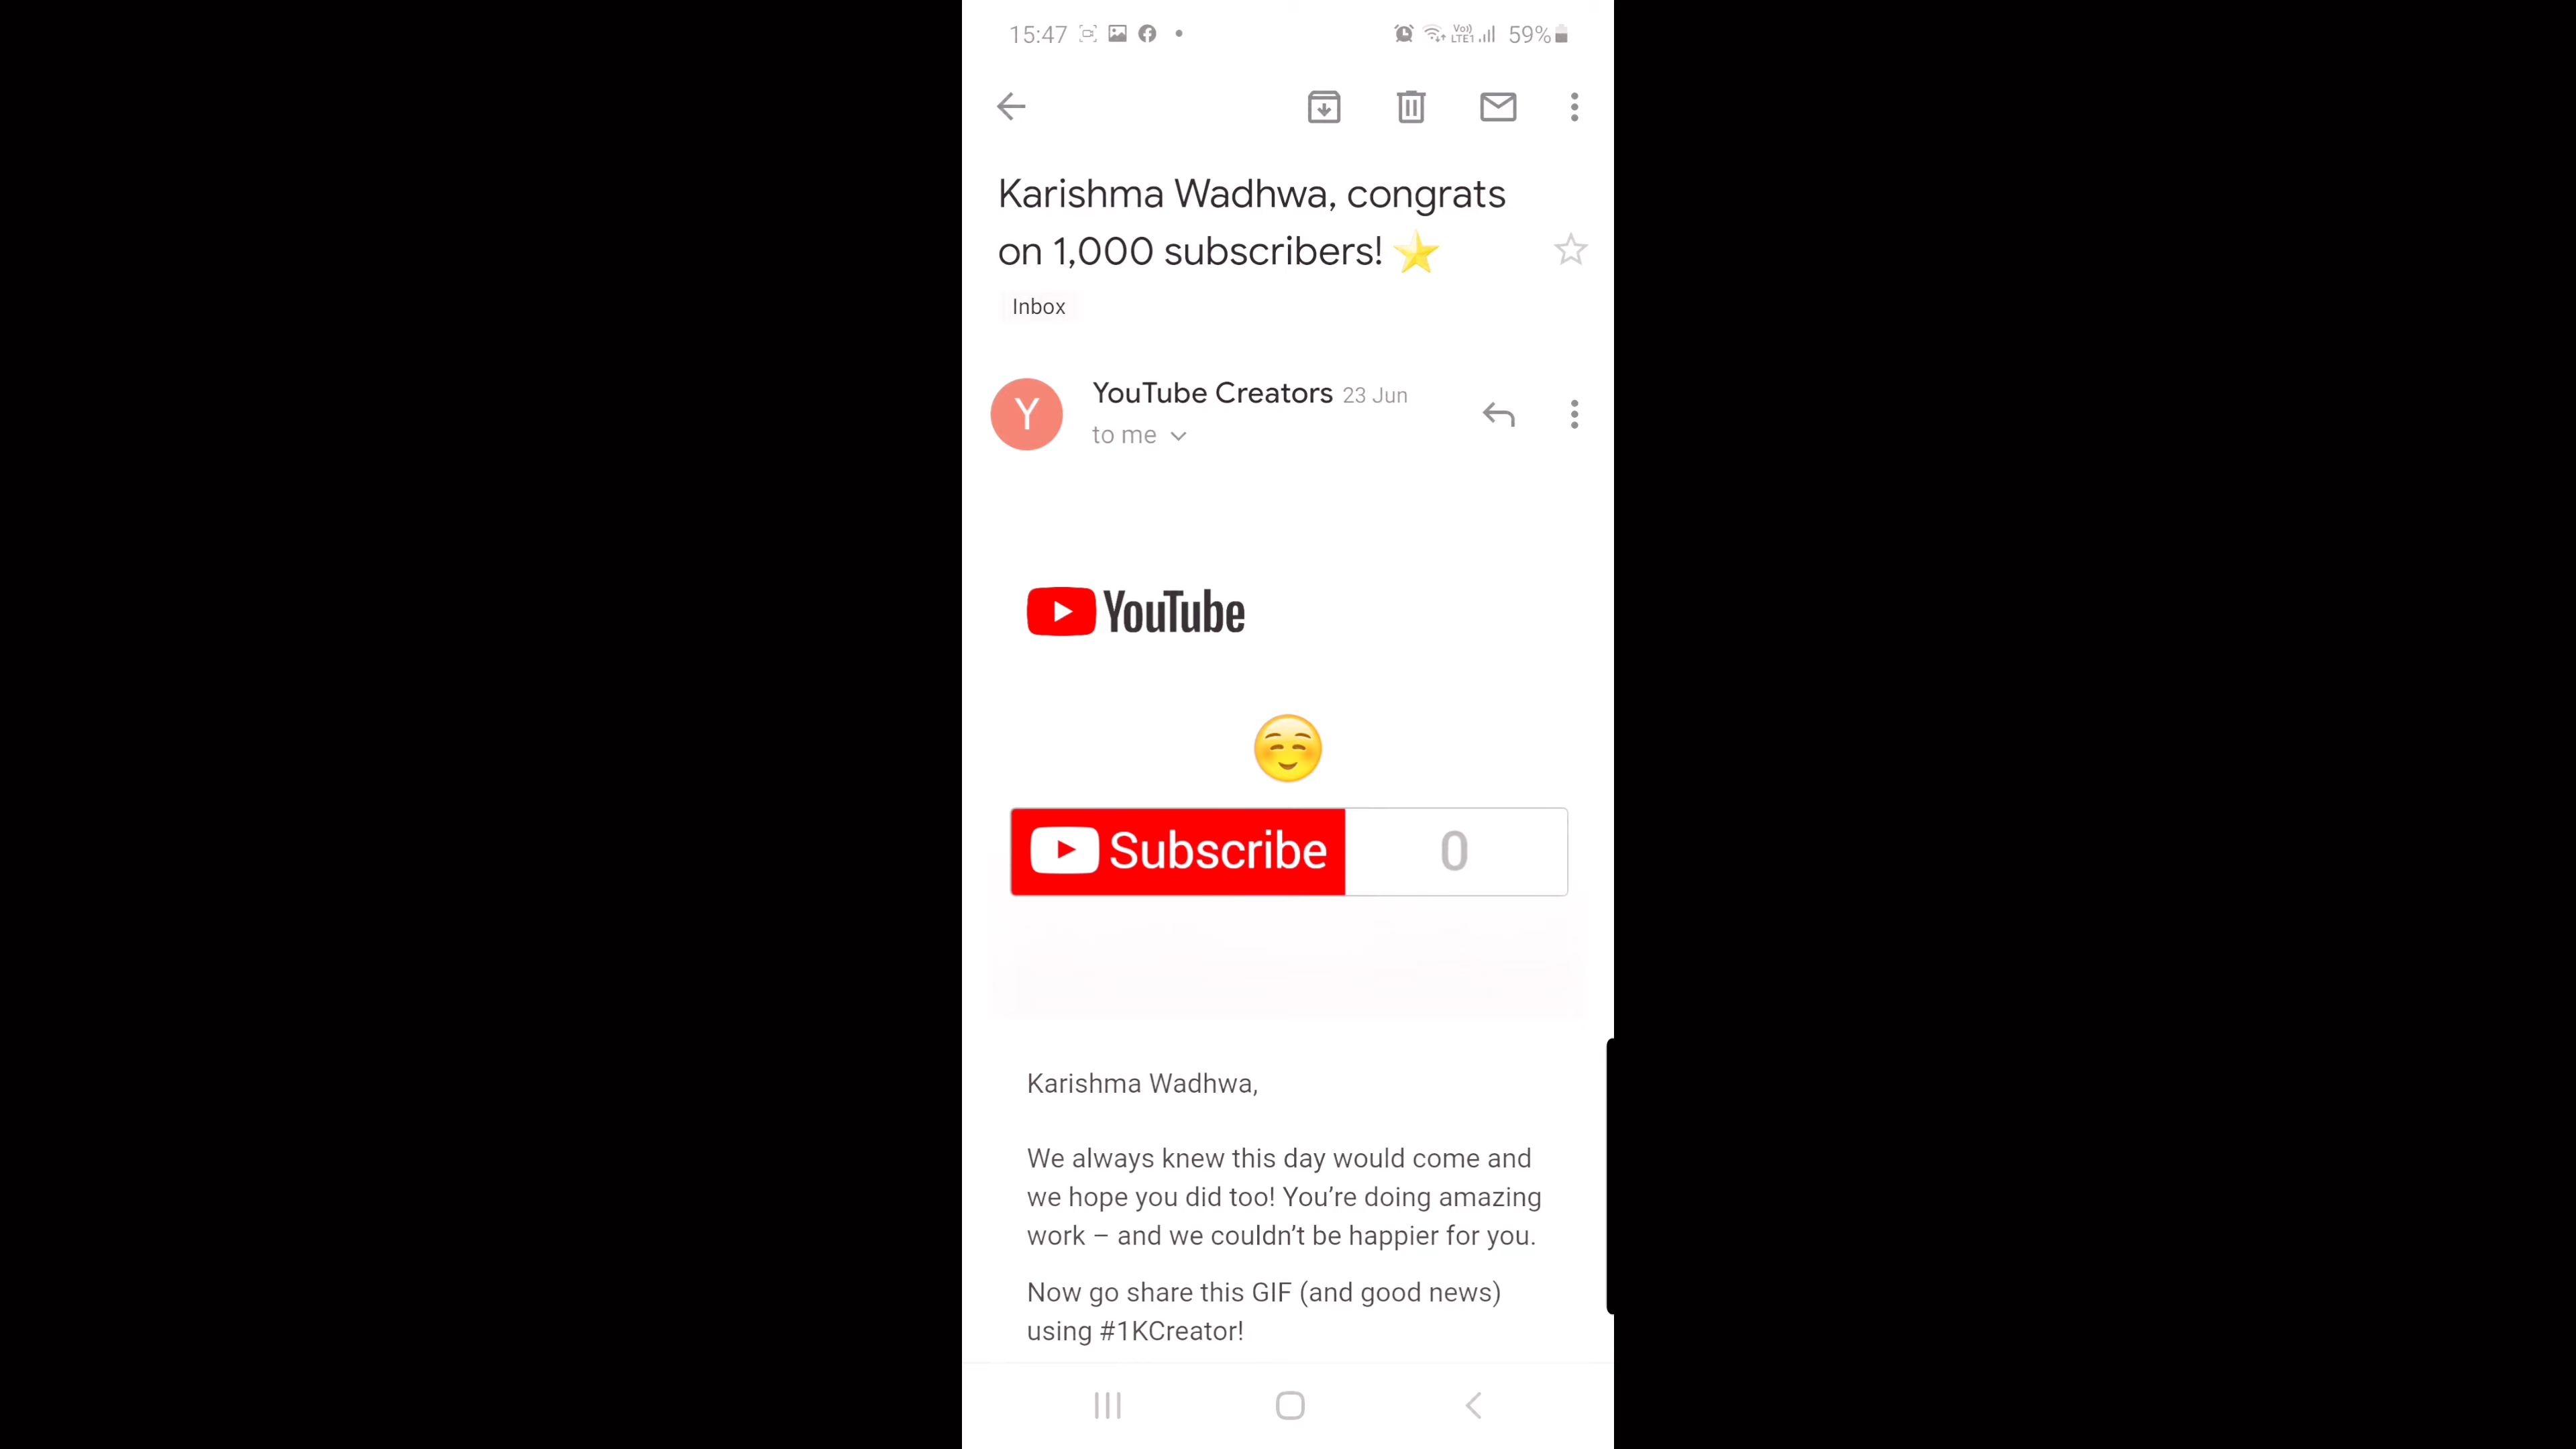 15:47
Vo))
LTE1
59%
Karishma Wadhwa, congrats
on 1,000 subscribers! ⭐
Inbox
Y
YouTube Creators 23 Jun
to me
YouTube
Subscribe 0
Karishma Wadhwa,
We always knew this day would come and
we hope you did too! You’re doing amazing
work – and we couldn’t be happier for you.
Now go share this GIF (and good news)
using #1KCreator!